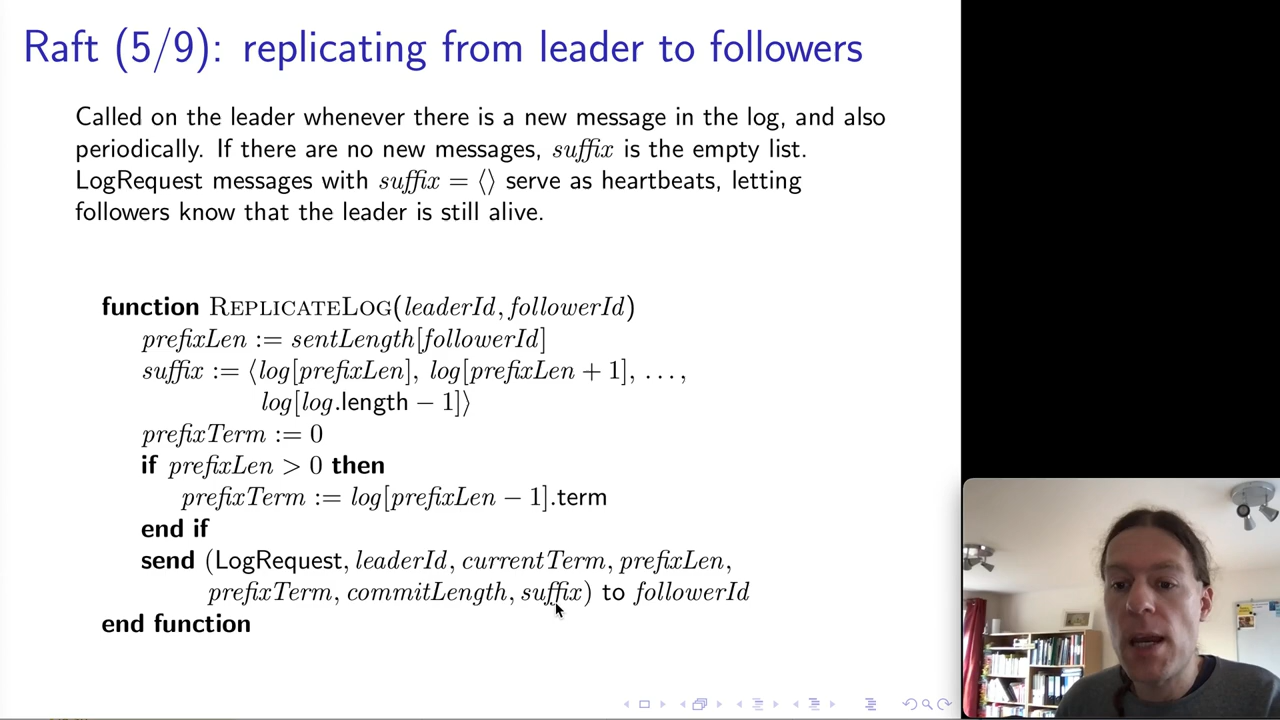 Raft (5/9): replicating from leader to followers
Called on the leader whenever there is a new message in the log, and also
periodically. If there are no new messages, suffix is the empty list.
LogRequest messages with suffix = ⟨⟩ serve as heartbeats, letting
followers know that the leader is still alive.
function REPLICATELOG(leaderId, followerId)
prefixLen := sentLength[followerId]
suffix := ⟨log[prefixLen], log[prefixLen + 1], . . . ,
log[log.length − 1]⟩
prefixTerm := 0
if prefixLen > 0 then
prefixTerm := log[prefixLen − 1].term
end if
send (LogRequest, leaderId, currentTerm, prefixLen,
prefixTerm, commitLength, suffix) to followerId
end function